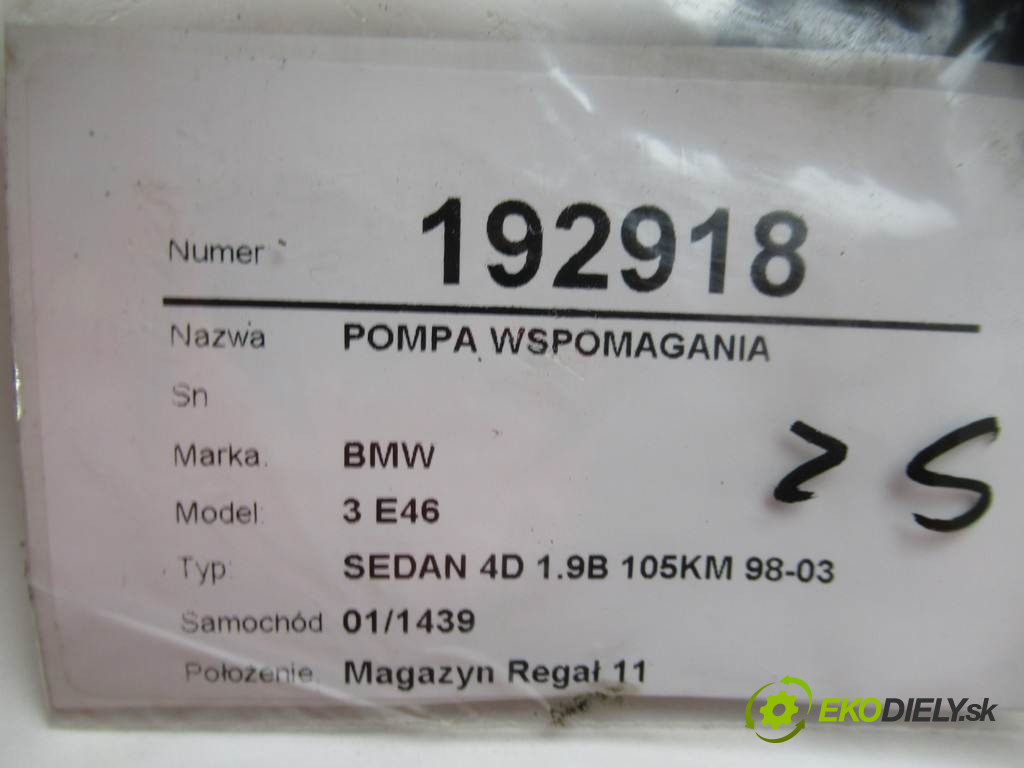 Numer 192918
Nazwa POMPA WSPOMAGANIA
Sn
Marka. BMW
Model: 3 E46
Typ: SEDAN 4D 1.9B 105KM 98-03
Samochód 01/1439
Położenie. Magazyn Regał 11
25
EKODIELY.sk